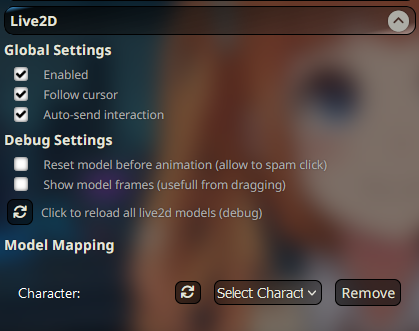 Live2D
Global Settings
Enabled
Follow cursor
Auto-send interaction
Debug Settings
Reset model before animation (allow to spam click)
Show model frames (usefull from dragging)
Click to reload all live2d models (debug)
Model Mapping
Character: Select Charact Remove